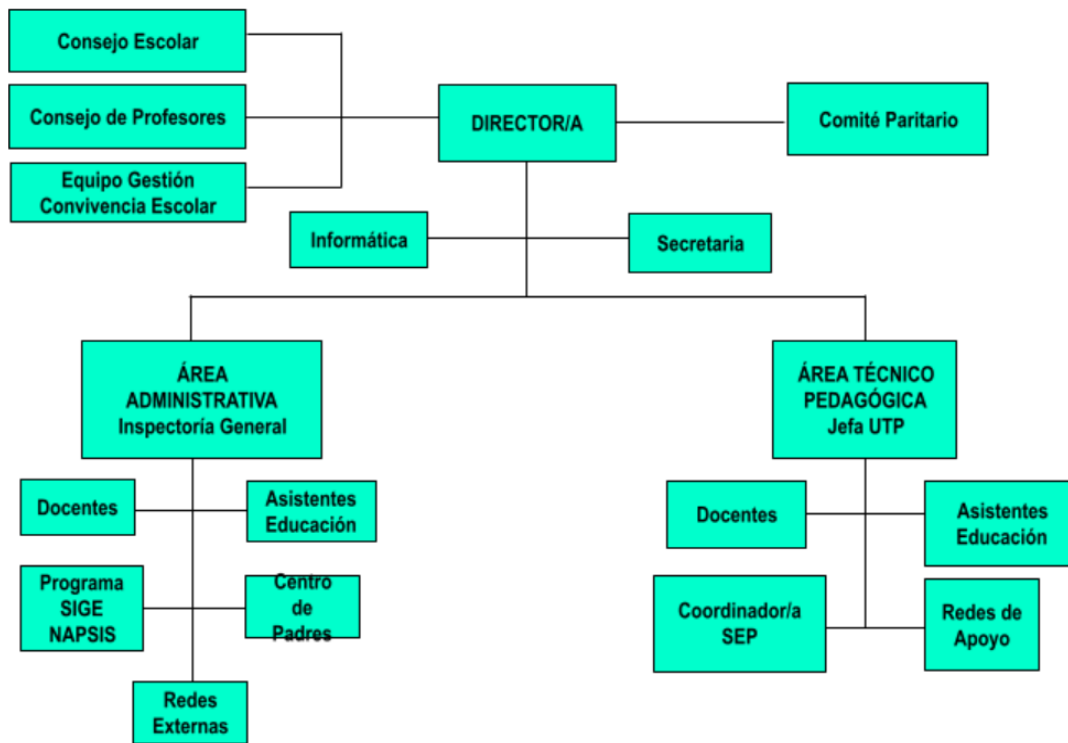 Consejo Escolar
Consejo de Profesores
Equipo Gestión
Convivencia Escolar
DIRECTOR/A
Comité Paritario
Informática
Secretaria
ÁREA
ADMINISTRATIVA
Inspectoría General
ÁREA TÉCNICO
PEDAGÓGICA
Jefa UTP
Docentes
Asistentes
Educación
Programa
SIGE
NAPSIS
Centro
de
Padres
Redes
Externas
Docentes
Asistentes
Educación
Coordinador/a
SEP
Redes de
Apoyo